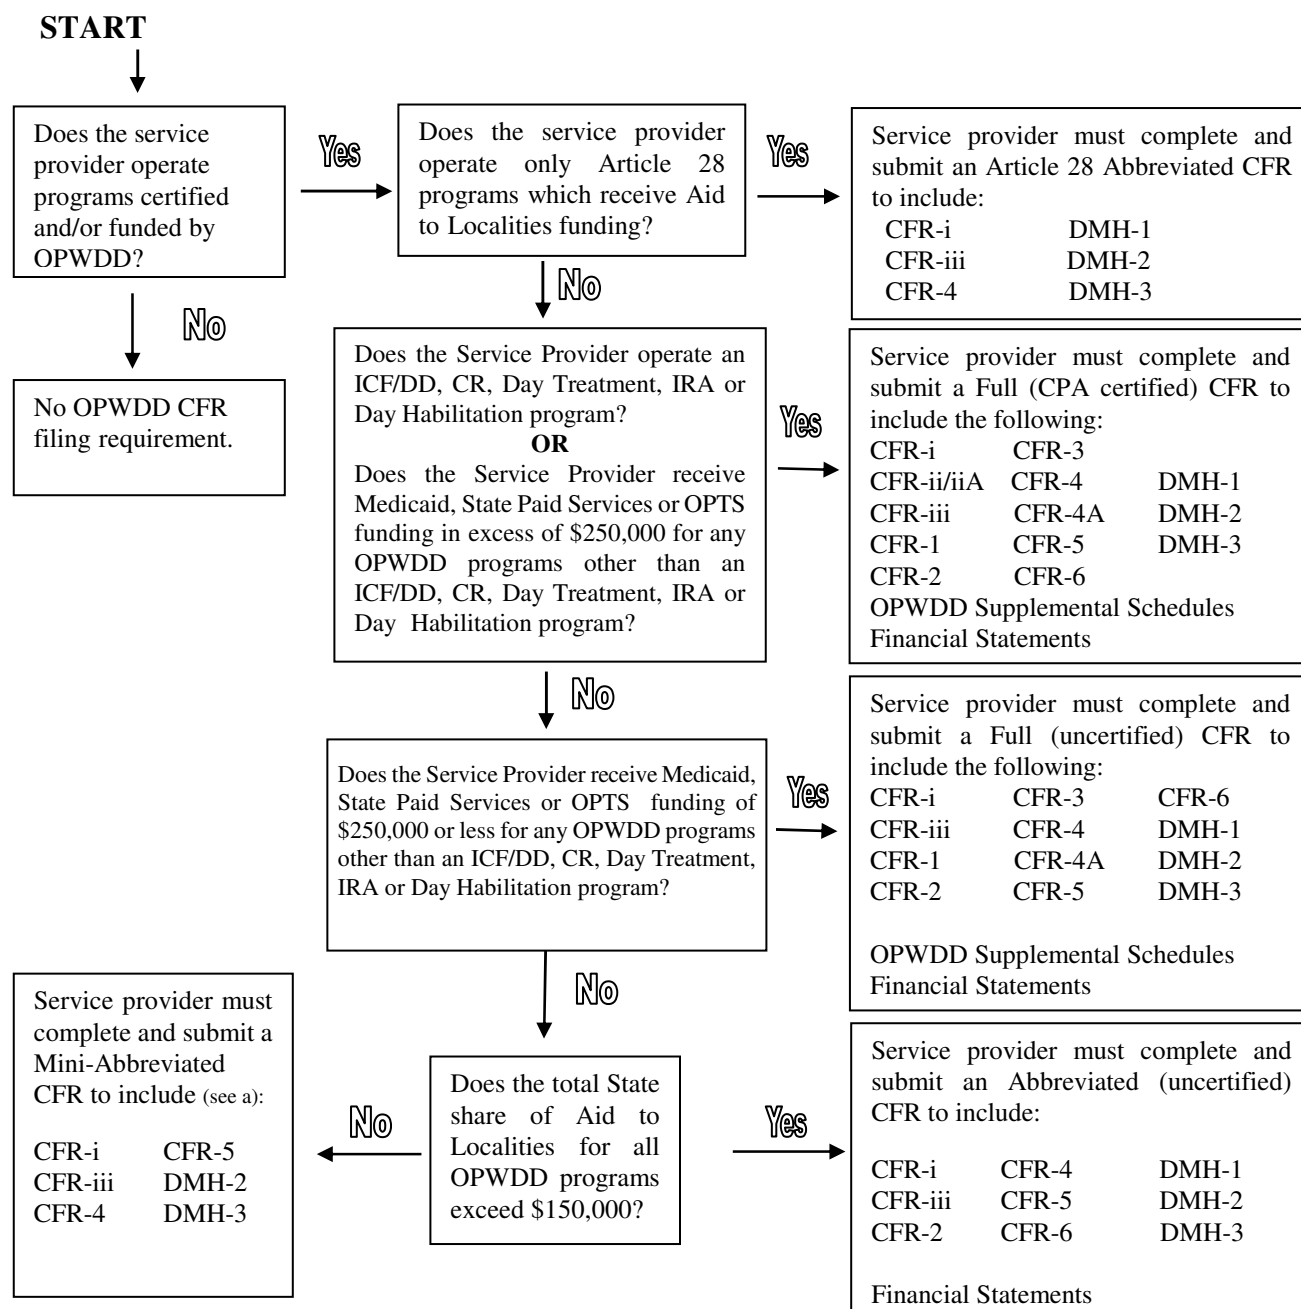 START
Does the service
provider operate
programs certified
and/or funded by
OPWDD?
Yes
Does the service provider
operate only Article 28
programs which receive Aid
to Localities funding?
Yes
Service provider must complete and
submit an Article 28 Abbreviated CFR
to include:
CFR-i DMH-1
CFR-iii DMH-2
CFR-4 DMH-3
No
No OPWDD CFR
filing requirement.
No
Does the Service Provider operate an
ICF/DD, CR, Day Treatment, IRA or
Day Habilitation program?
OR
Does the Service Provider receive
Medicaid, State Paid Services or OPTS
funding in excess of $250,000 for any
OPWDD programs other than an
ICF/DD, CR, Day Treatment, IRA or
Day Habilitation program?
Yes
Service provider must complete and
submit a Full (CPA certified) CFR to
include the following:
CFR-i CFR-3
CFR-ii/iiA CFR-4 DMH-1
CFR-iii CFR-4A DMH-2
CFR-1 CFR-5 DMH-3
CFR-2 CFR-6
OPWDD Supplemental Schedules
Financial Statements
No
Does the Service Provider receive Medicaid,
State Paid Services or OPTS funding of
$250,000 or less for any OPWDD programs
other than an ICF/DD, CR, Day Treatment,
IRA or Day Habilitation program?
Yes
Service provider must complete and
submit a Full (uncertified) CFR to
include the following:
CFR-i CFR-3 CFR-6
CFR-iii CFR-4 DMH-1
CFR-1 CFR-4A DMH-2
CFR-2 CFR-5 DMH-3
OPWDD Supplemental Schedules
Financial Statements
No
Does the total State
share of Aid to
Localities for all
OPWDD programs
exceed $150,000?
No
Service provider must
complete and submit a
Mini-Abbreviated
CFR to include (see a):
CFR-i CFR-5
CFR-iii DMH-2
CFR-4 DMH-3
Yes
Service provider must complete and
submit an Abbreviated (uncertified)
CFR to include:
CFR-i CFR-4 DMH-1
CFR-iii CFR-5 DMH-2
CFR-2 CFR-6 DMH-3
Financial Statements